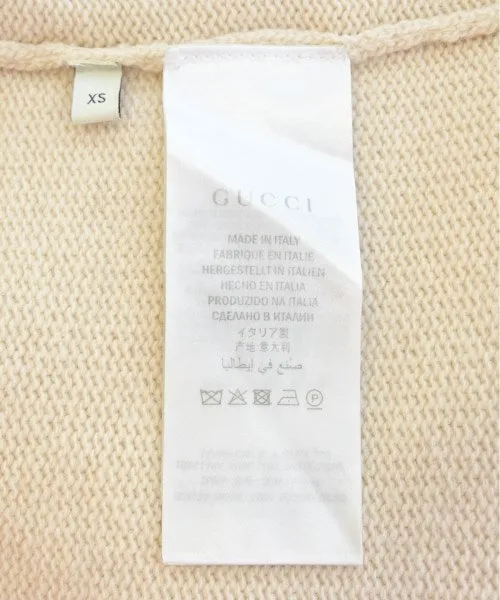 XS
GUCCI
MADE IN ITALY
FABRIQUÉ EN ITALIE
HERGESTELLT IN ITALIEN
HECHO EN ITALIA
PRODUZIDO NA ITALIA
СДЕЛАНО В ИТАЛИИ
イタリア製
产地:意大利
صنع في إيطاليا
P